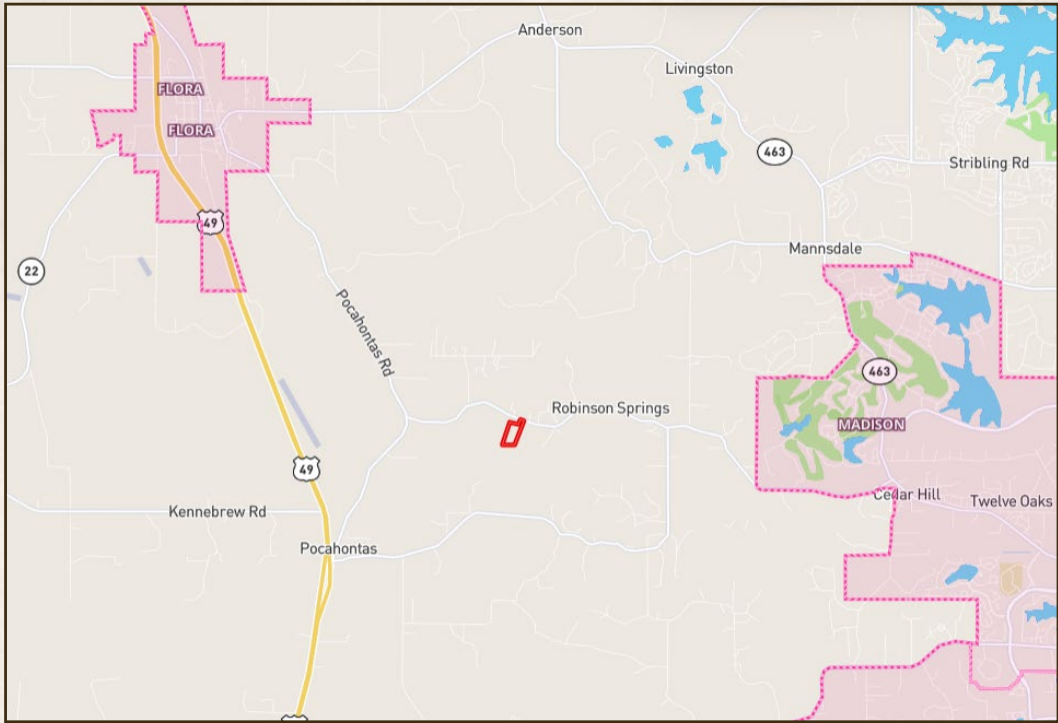 Anderson
Livingston
FLORA
FLORA
463
Stribling Rd
49
Mannsdale
22
Pocahontas Rd
463
Robinson Springs
MADISON
49
Cedar Hill
Twelve Oaks
Kennebrew Rd
Pocahontas